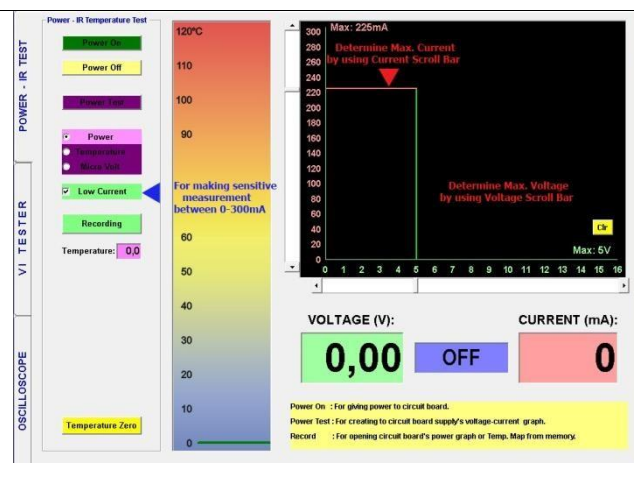 POWER - IR TEST
VI TESTER
OSCILLOSCOPE
Power - IR Temperature Test
Power On
Power Off
Power Test
Power
Temperature
Micro Volt
Low Current
Recording
Temperature: 0,0
Temperature Zero
120°C
110
100
90
For making sensitive
measurement
between 0-300mA
60
50
40
30
20
10
0
Max: 225mA
300
280
260
240
220
200
180
160
140
120
100
80
60
40
20
0
Determine Max. Current
by using Current Scroll Bar
Determine Max. Voltage
by using Voltage Scroll Bar
Clr
Max: 5V
0 1 2 3 4 5 6 7 8 9 10 11 12 13 14 15 16
VOLTAGE (V):
0,00
OFF
CURRENT (mA):
0
Power On : For giving power to circuit board.
Power Test : For creating to circuit board supply's voltage-current graph.
Record : For opening circuit board's power graph or Temp. Map from memory.